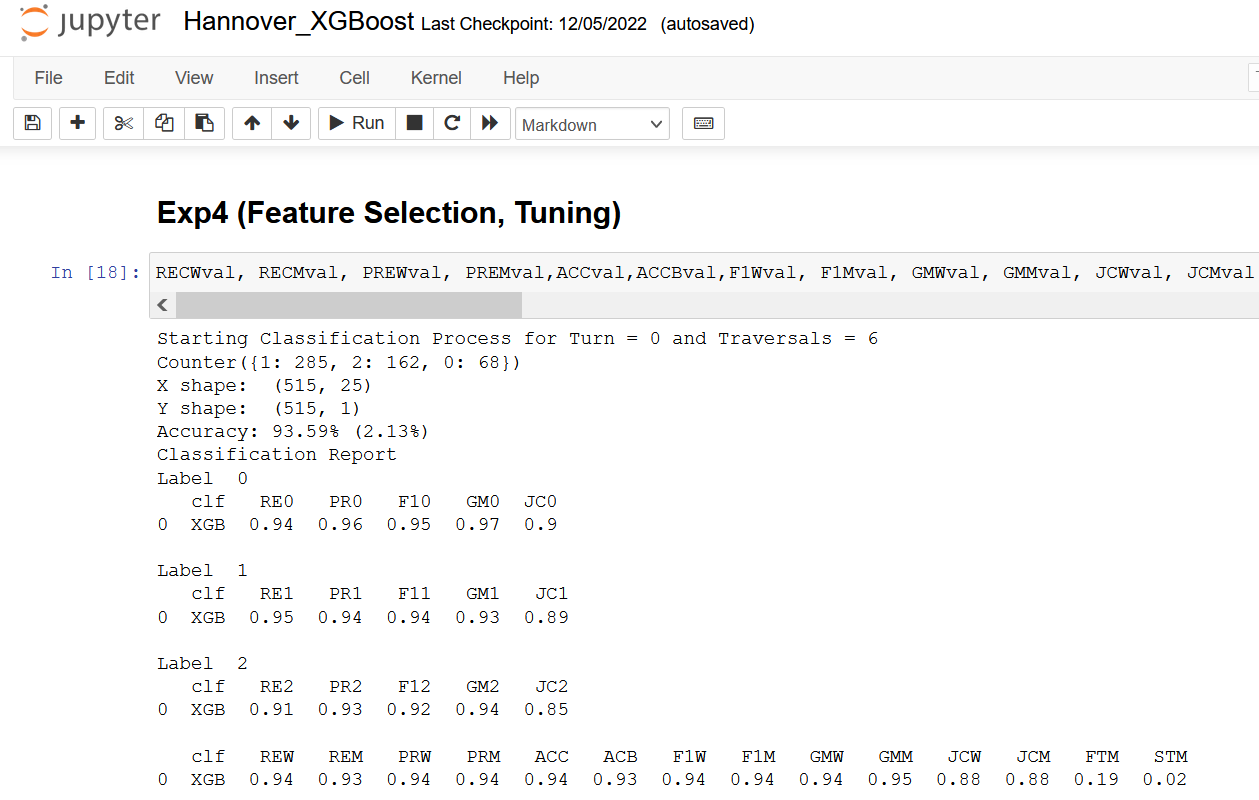 jupyter Hannover_XGBoost Last Checkpoint: 12/05/2022 (autosaved)
File Edit View Insert Cell Kernel Help
Run Markdown
Exp4 (Feature Selection, Tuning)
In [18]: RECWval, RECMval, PREWval, PREMval,ACCval,ACCBval,F1Wval, F1Mval, GMWval, GMMval, JCWval, JCMval
Starting Classification Process for Turn = 0 and Traversals = 6
Counter({1: 285, 2: 162, 0: 68})
X shape: (515, 25)
Y shape: (515, 1)
Accuracy: 93.59% (2.13%)
Classification Report
Label 0
clf RE0 PR0 F10 GM0 JC0
0 XGB 0.94 0.96 0.95 0.97 0.9
Label 1
clf RE1 PR1 F11 GM1 JC1
0 XGB 0.95 0.94 0.94 0.93 0.89
Label 2
clf RE2 PR2 F12 GM2 JC2
0 XGB 0.91 0.93 0.92 0.94 0.85
clf REW REM PRW PRM ACC ACB F1W F1M GMW GMM JCW JCM FTM STM
0 XGB 0.94 0.93 0.94 0.94 0.94 0.93 0.94 0.94 0.94 0.95 0.88 0.88 0.19 0.02